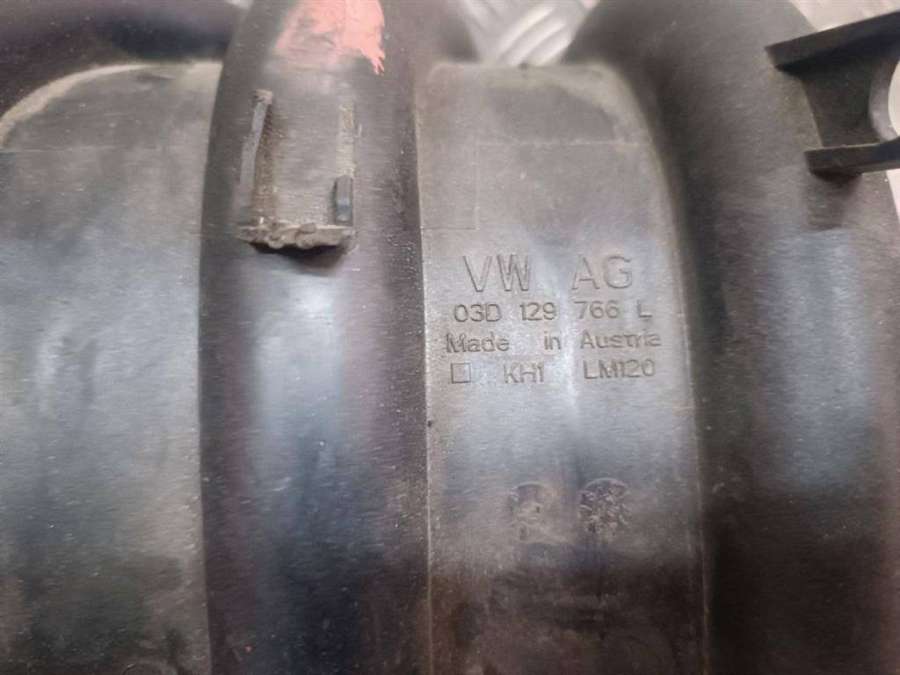 VW AG
03D 129 766 L
Made in Austria
KH1 LM120